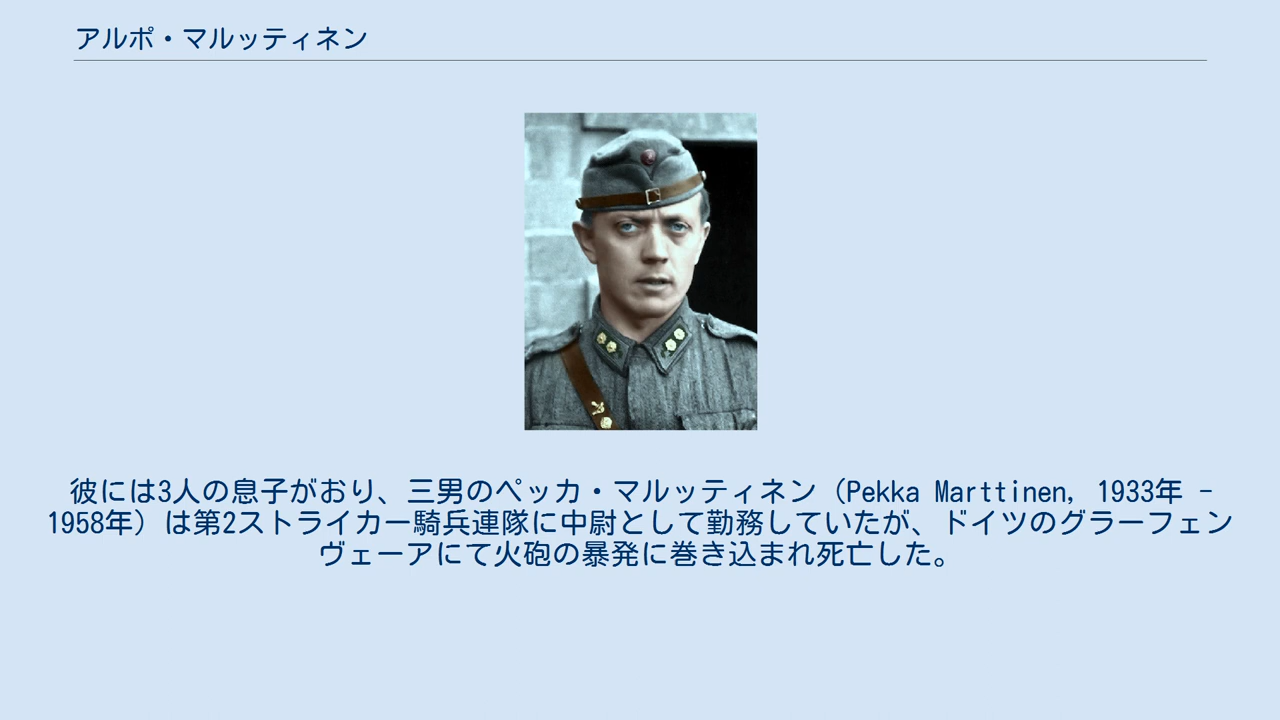 アルポ・マルッティネン
彼には3人の息子がおり、三男のペッカ・マルッティネン（Pekka Marttinen, 1933年 -
1958年）は第2ストライカー騎兵連隊に中尉として勤務していたが、ドイツのグラーフェン
ヴェーアにて火砲の暴発に巻き込まれ死亡した。